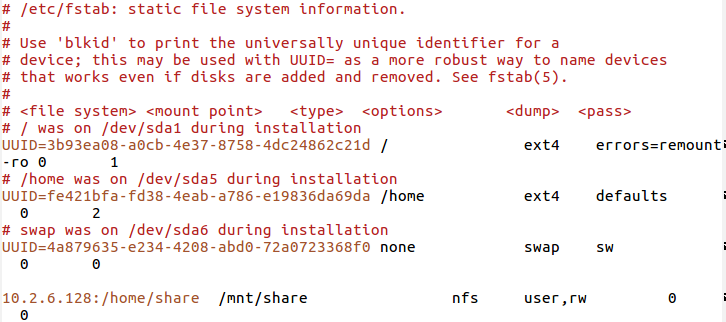 # /etc/fstab: static file system information.
#
# Use 'blkid' to print the universally unique identifier for a
# device; this may be used with UUID= as a more robust way to name devices
# that works even if disks are added and removed. See fstab(5).
#
# <file system> <mount point>   <type>  <options>       <dump>  <pass>
# / was on /dev/sda1 during installation
UUID=3b93ea08-a0cb-4e37-8758-4dc24862c21d /               ext4    errors=remount
-ro 0       1
# /home was on /dev/sda5 during installation
UUID=fe421bfa-fd38-4eab-a786-e19836da69da /home           ext4    defaults
  0       2
# swap was on /dev/sda6 during installation
UUID=4a879635-e234-4208-abd0-72a0723368f0 none            swap    sw
  0       0
10.2.6.128:/home/share  /mnt/share                nfs     user,rw         0
  0